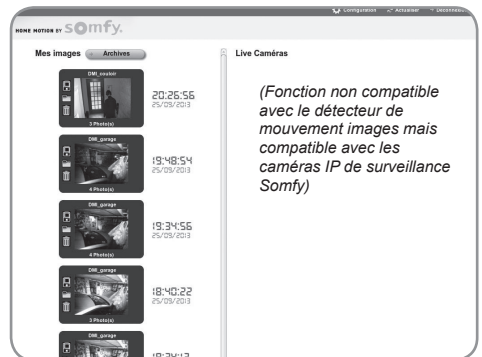 Configuration Actualiser
HOME MOTION BY somfy.
Mes images Archives
Live Caméras
DMI_couloir
20:26:56
25/09/2013
3 Photo(s)
DMI_garage
19:48:54
25/09/2013
4 Photo(s)
DMI_garage
19:34:56
25/09/2013
4 Photo(s)
DMI_garage
18:40:22
25/09/2013
3 Photo(s)
DMI_garage
(Fonction non compatible
avec le détecteur de
mouvement images mais
compatible avec les
caméras IP de surveillance
Somfy)